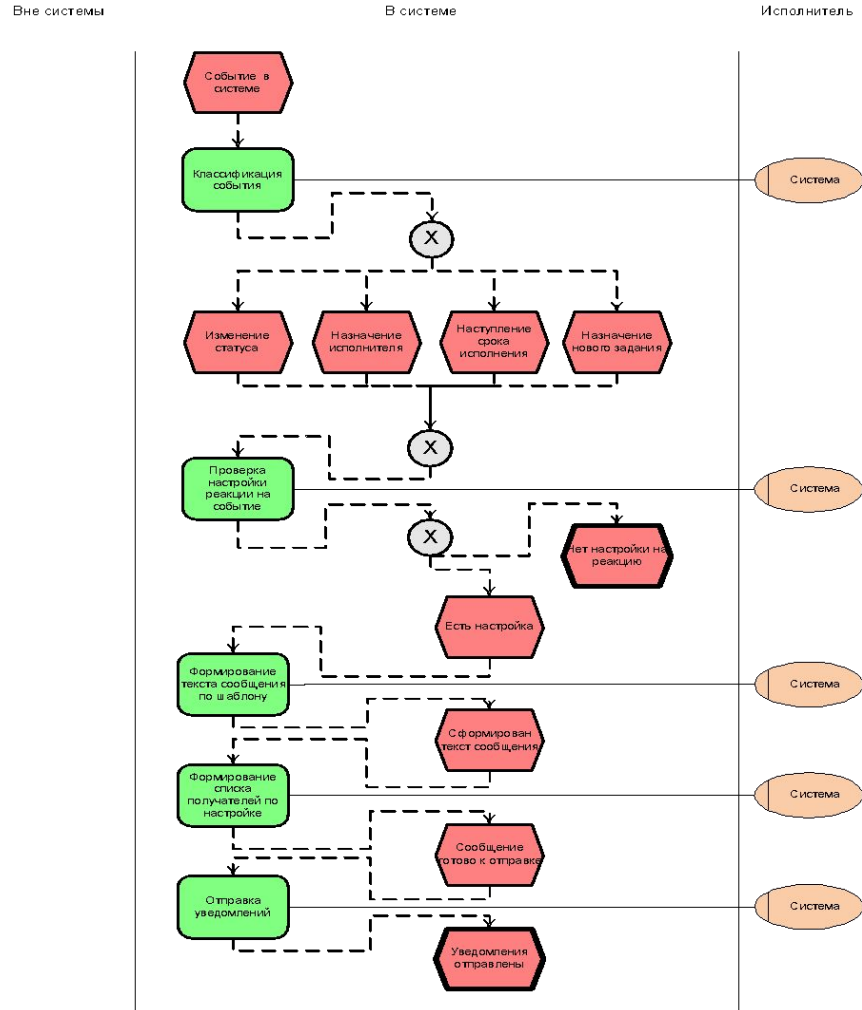 Вне системы
В системе
Исполнитель
Событие в
системе
Классификация
события
Система
X
Изменение
статуса
Назначение
исполнителя
Наступление
срока
исполнения
Назначение
нового задания
X
Проверка
настройки
реакции на
событие
Система
X
Нет настройки на
реакцию
Есть настройка
Формирование
текста сообщения
по шаблону
Система
Сформирован
текст сообщения
Формирование
списка
получателей по
настройке
Система
Сообщение
готово к отправке
Отправка
уведомлений
Система
Уведомления
отправлены